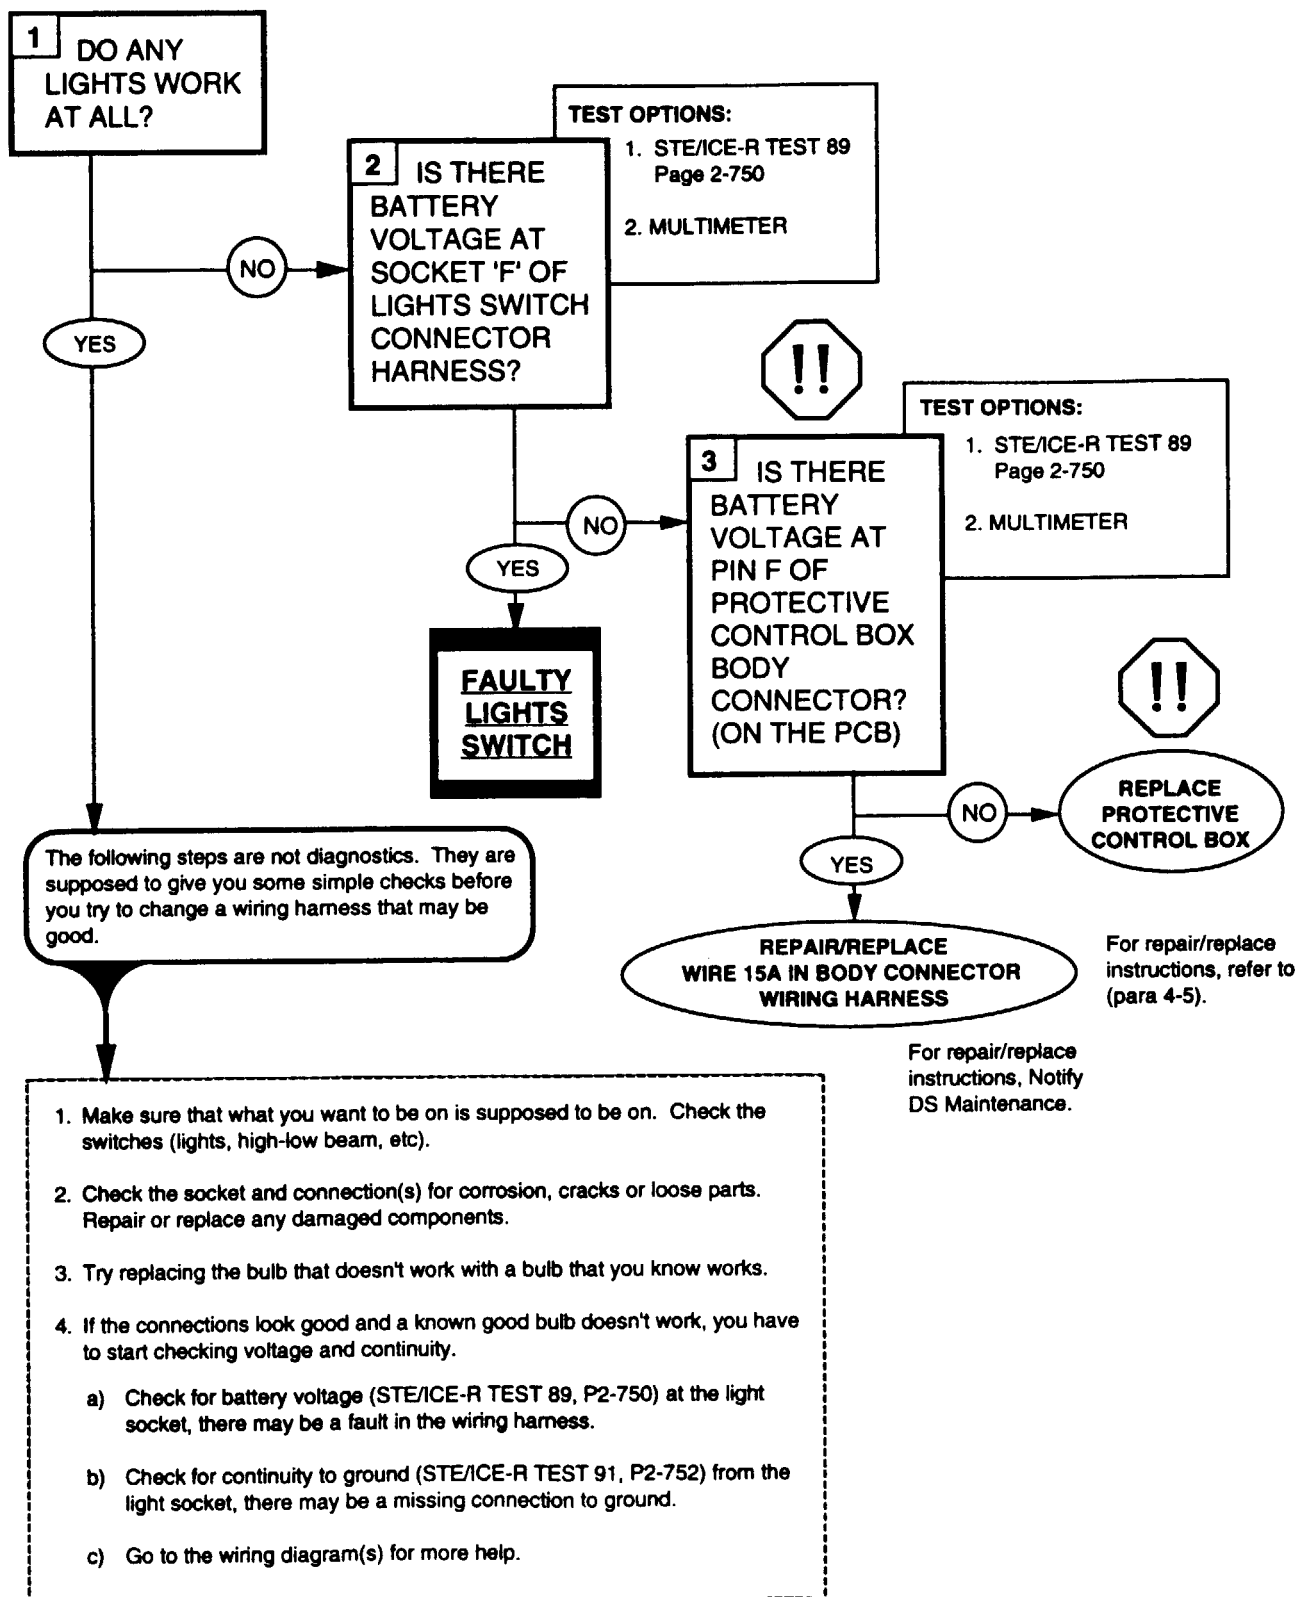 1 DO ANY
LIGHTS WORK
AT ALL?
NO
YES
2 IS THERE
BATTERY
VOLTAGE AT
SOCKET 'F' OF
LIGHTS SWITCH
CONNECTOR
HARNESS?
TEST OPTIONS:
1. STE/ICE-R TEST 89
Page 2-750
2. MULTIMETER
NO
YES
FAULTY
LIGHTS
SWITCH
!!
3 IS THERE
BATTERY
VOLTAGE AT
PIN F OF
PROTECTIVE
CONTROL BOX
BODY
CONNECTOR?
(ON THE PCB)
TEST OPTIONS:
1. STE/ICE-R TEST 89
Page 2-750
2. MULTIMETER
NO
YES
!!
REPLACE
PROTECTIVE
CONTROL BOX
For repair/replace
instructions, refer to
(para 4-5).
REPAIR/REPLACE
WIRE 15A IN BODY CONNECTOR
WIRING HARNESS
For repair/replace
instructions, Notify
DS Maintenance.
The following steps are not diagnostics. They are
supposed to give you some simple checks before
you try to change a wiring harness that may be
good.
1. Make sure that what you want to be on is supposed to be on. Check the
switches (lights, high-low beam, etc).
2. Check the socket and connection(s) for corrosion, cracks or loose parts.
Repair or replace any damaged components.
3. Try replacing the bulb that doesn't work with a bulb that you know works.
4. If the connections look good and a known good bulb doesn't work, you have
to start checking voltage and continuity.
a) Check for battery voltage (STE/ICE-R TEST 89, P2-750) at the light
socket, there may be a fault in the wiring harness.
b) Check for continuity to ground (STE/ICE-R TEST 91, P2-752) from the
light socket, there may be a missing connection to ground.
c) Go to the wiring diagram(s) for more help.